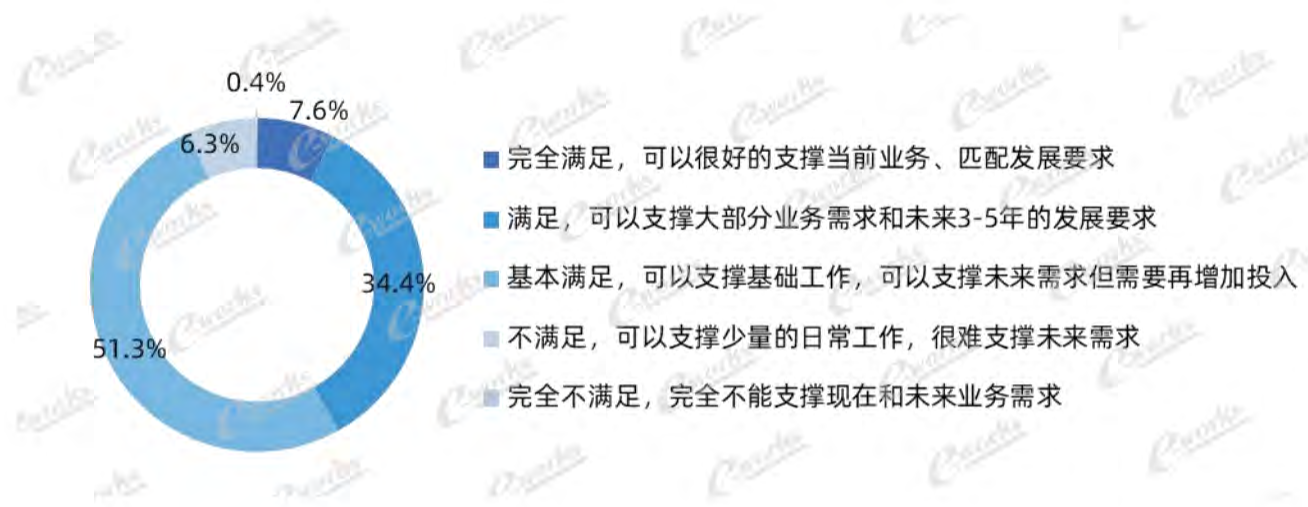 0.4%
7.6%
6.3%
34.4%
51.3%
完全满足，可以很好的支撑当前业务、匹配发展要求
满足，可以支撑大部分业务需求和未来3-5年的发展要求
基本满足，可以支撑基础工作，可以支撑未来需求但需要再增加投入
不满足，可以支撑少量的日常工作，很难支撑未来需求
完全不满足，完全不能支撑现在和未来业务需求